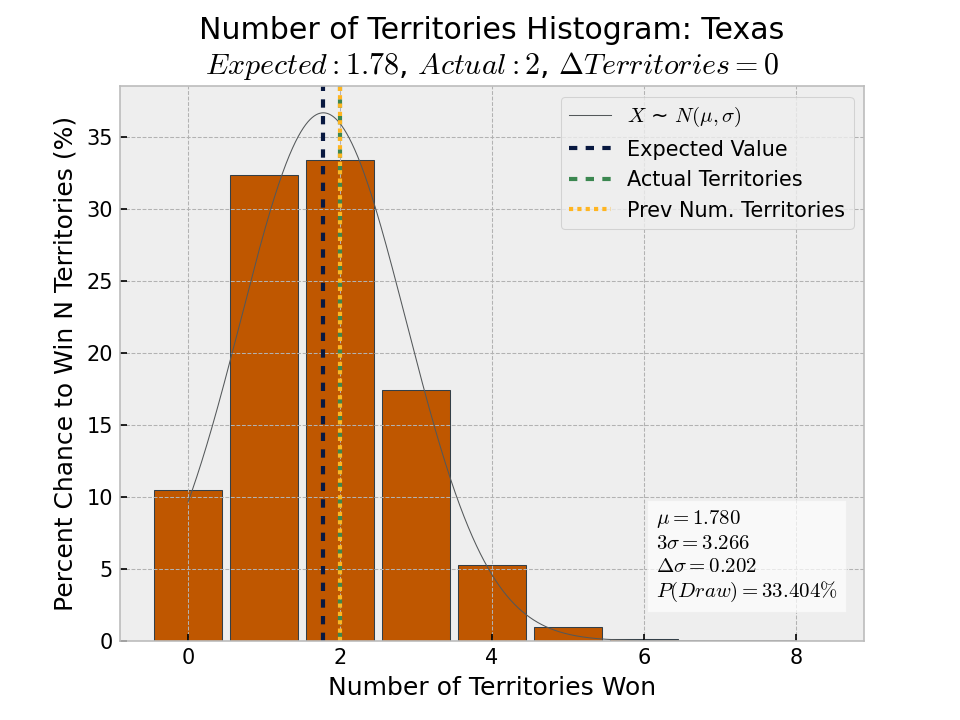 Number of Territories Histogram: Texas
Expected : 1.78, Actual : 2, ΔTerritories = 0
Percent Chance to Win N Territories (%)
35
30
25
20
15
10
5
0
X ∼ N(μ, σ)
Expected Value
Actual Territories
Prev Num. Territories
μ = 1.780
3σ = 3.266
Δσ = 0.202
P(Draw) = 33.404%
0 2 4 6 8
Number of Territories Won